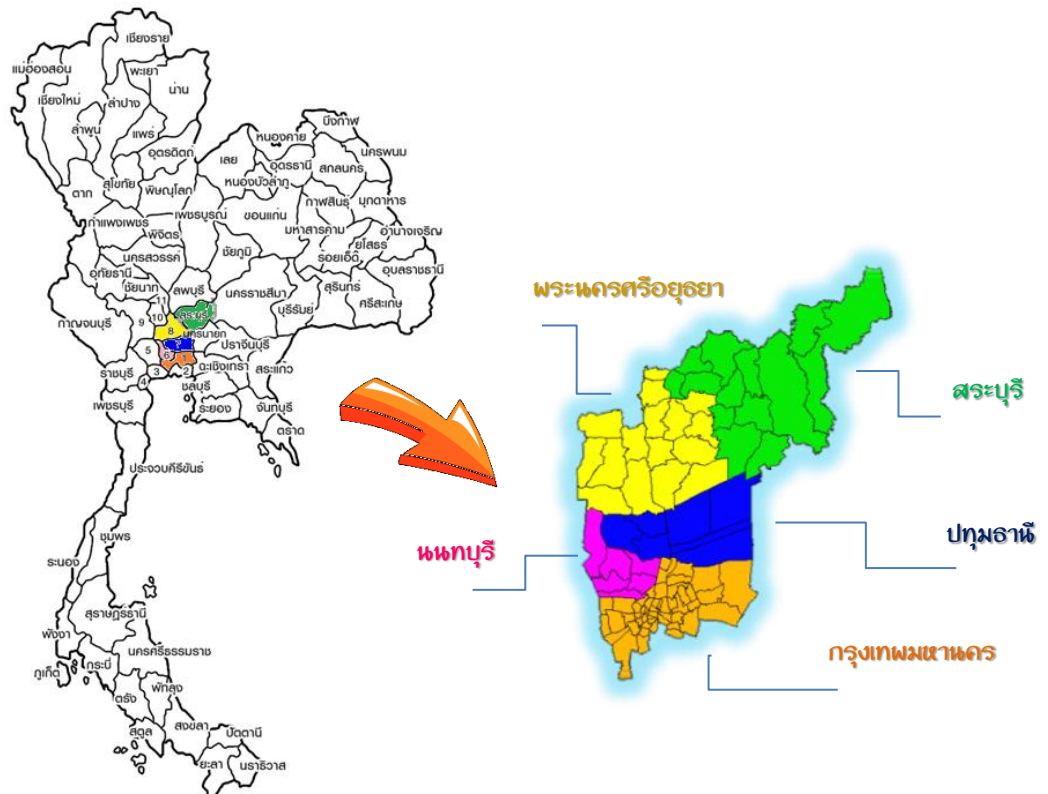 เชียงราย
แม่ฮ่องสอน
พะเยา
น่าน
เชียงใหม่
ลำปาง
ลำพูน
แพร่
บึงกาฬ
หนองคาย
นครพนม
อุตรดิตถ์
เลย
อุดรธานี
สกลนคร
หนองบัวลำภู
ตาก
สุโขทัย
พิษณุโลก
กาฬสินธุ์
มุกดาหาร
กำแพงเพชร
เพชรบูรณ์
ขอนแก่น
พิจิตร
มหาสารคาม
อำนาจเจริญ
ยโสธร
นครสวรรค์
ชัยภูมิ
ร้อยเอ็ด
อุบลราชธานี
อุทัยธานี
ชัยนาท
ลพบุรี
นครราชสีมา
สุรินทร์
ศรีสะเกษ
บุรีรัมย์
11
สระบุรี
กาญจนบุรี
9
10
8
นครนายก
ปราจีนบุรี
7
5
6
1
ฉะเชิงเทรา
สระแก้ว
ราชบุรี
3
2
4
ชลบุรี
เพชรบุรี
ระยอง
จันทบุรี
ตราด
ประจวบคีรีขันธ์
ชุมพร
ระนอง
สุราษฎร์ธานี
พังงา
นครศรีธรรมราช
กระบี่
ภูเก็ต
ตรัง
พัทลุง
สตูล
สงขลา
ปัตตานี
ยะลา
นราธิวาส
พระนครศรีอยุธยา
สระบุรี
นนทบุรี
ปทุมธานี
กรุงเทพมหานคร